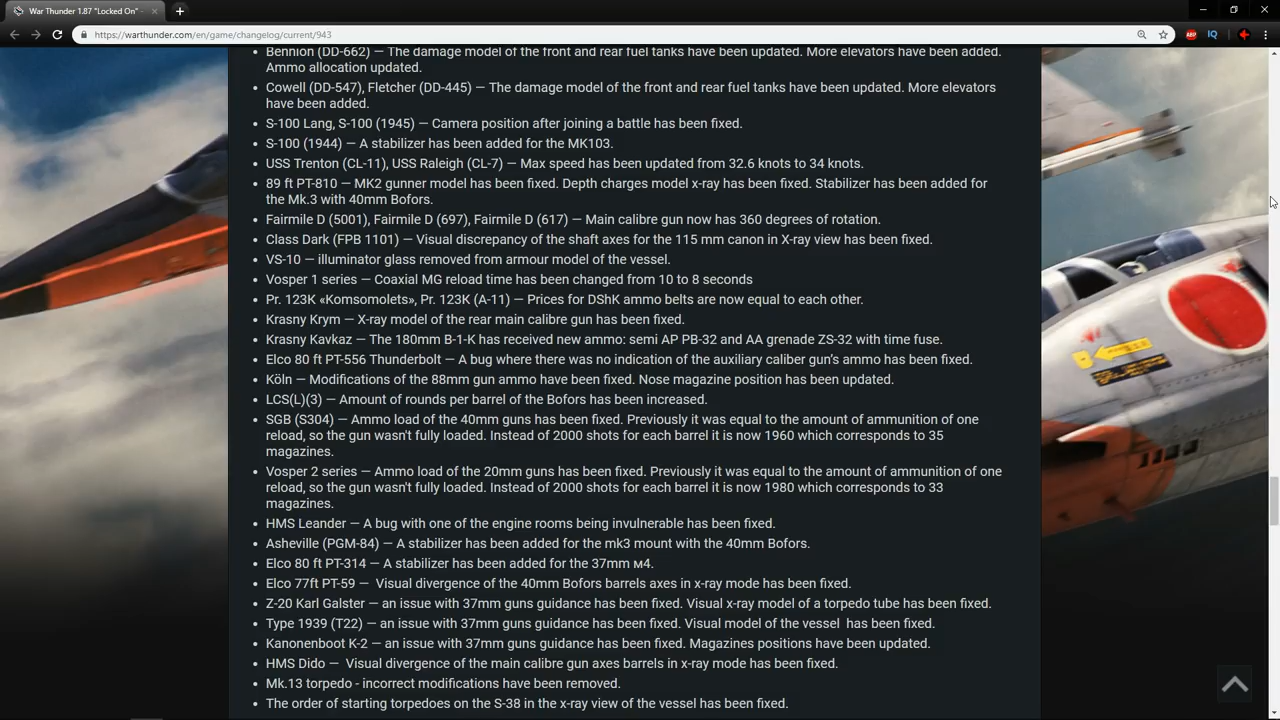 War Thunder 1.87 "Locked On" -
https://warthunder.com/en/game/changelog/current/943
ABP
IQ
Bennion (DD-662) — The damage model of the front and rear fuel tanks have been updated. More elevators have been added.
Ammo allocation updated.
Cowell (DD-547), Fletcher (DD-445) — The damage model of the front and rear fuel tanks have been updated. More elevators
have been added.
S-100 Lang, S-100 (1945) — Camera position after joining a battle has been fixed.
S-100 (1944) — A stabilizer has been added for the MK103.
USS Trenton (CL-11), USS Raleigh (CL-7) — Max speed has been updated from 32.6 knots to 34 knots.
89 ft PT-810 — MK2 gunner model has been fixed. Depth charges model x-ray has been fixed. Stabilizer has been added for
the Mk.3 with 40mm Bofors.
Fairmile D (5001), Fairmile D (697), Fairmile D (617) — Main calibre gun now has 360 degrees of rotation.
Class Dark (FPB 1101) — Visual discrepancy of the shaft axes for the 115 mm canon in X-ray view has been fixed.
VS-10 — illuminator glass removed from armour model of the vessel.
Vosper 1 series — Coaxial MG reload time has been changed from 10 to 8 seconds
Pr. 123K «Komsomolets», Pr. 123K (A-11) — Prices for DShK ammo belts are now equal to each other.
Krasny Krym — X-ray model of the rear main calibre gun has been fixed.
Krasny Kavkaz — The 180mm B-1-K has received new ammo: semi AP PB-32 and AA grenade ZS-32 with time fuse.
Elco 80 ft PT-556 Thunderbolt — A bug where there was no indication of the auxiliary caliber gun's ammo has been fixed.
Köln — Modifications of the 88mm gun ammo have been fixed. Nose magazine position has been updated.
LCS(L)(3) — Amount of rounds per barrel of the Bofors has been increased.
SGB (S304) — Ammo load of the 40mm guns has been fixed. Previously it was equal to the amount of ammunition of one
reload, so the gun wasn't fully loaded. Instead of 2000 shots for each barrel it is now 1960 which corresponds to 35
magazines.
Vosper 2 series — Ammo load of the 20mm guns has been fixed. Previously it was equal to the amount of ammunition of one
reload, so the gun wasn't fully loaded. Instead of 2000 shots for each barrel it is now 1980 which corresponds to 33
magazines.
HMS Leander — A bug with one of the engine rooms being invulnerable has been fixed.
Asheville (PGM-84) — A stabilizer has been added for the mk3 mount with the 40mm Bofors.
Elco 80 ft PT-314 — A stabilizer has been added for the 37mm м4.
Elco 77ft PT-59 — Visual divergence of the 40mm Bofors barrels axes in x-ray mode has been fixed.
Z-20 Karl Galster — an issue with 37mm guns guidance has been fixed. Visual x-ray model of a torpedo tube has been fixed.
Type 1939 (T22) — an issue with 37mm guns guidance has been fixed. Visual model of the vessel has been fixed.
Kanonenboot K-2 — an issue with 37mm guns guidance has been fixed. Magazines positions have been updated.
HMS Dido — Visual divergence of the main calibre gun axes barrels in x-ray mode has been fixed.
Mk.13 torpedo - incorrect modifications have been removed.
The order of starting torpedoes on the S-38 in the x-ray view of the vessel has been fixed.